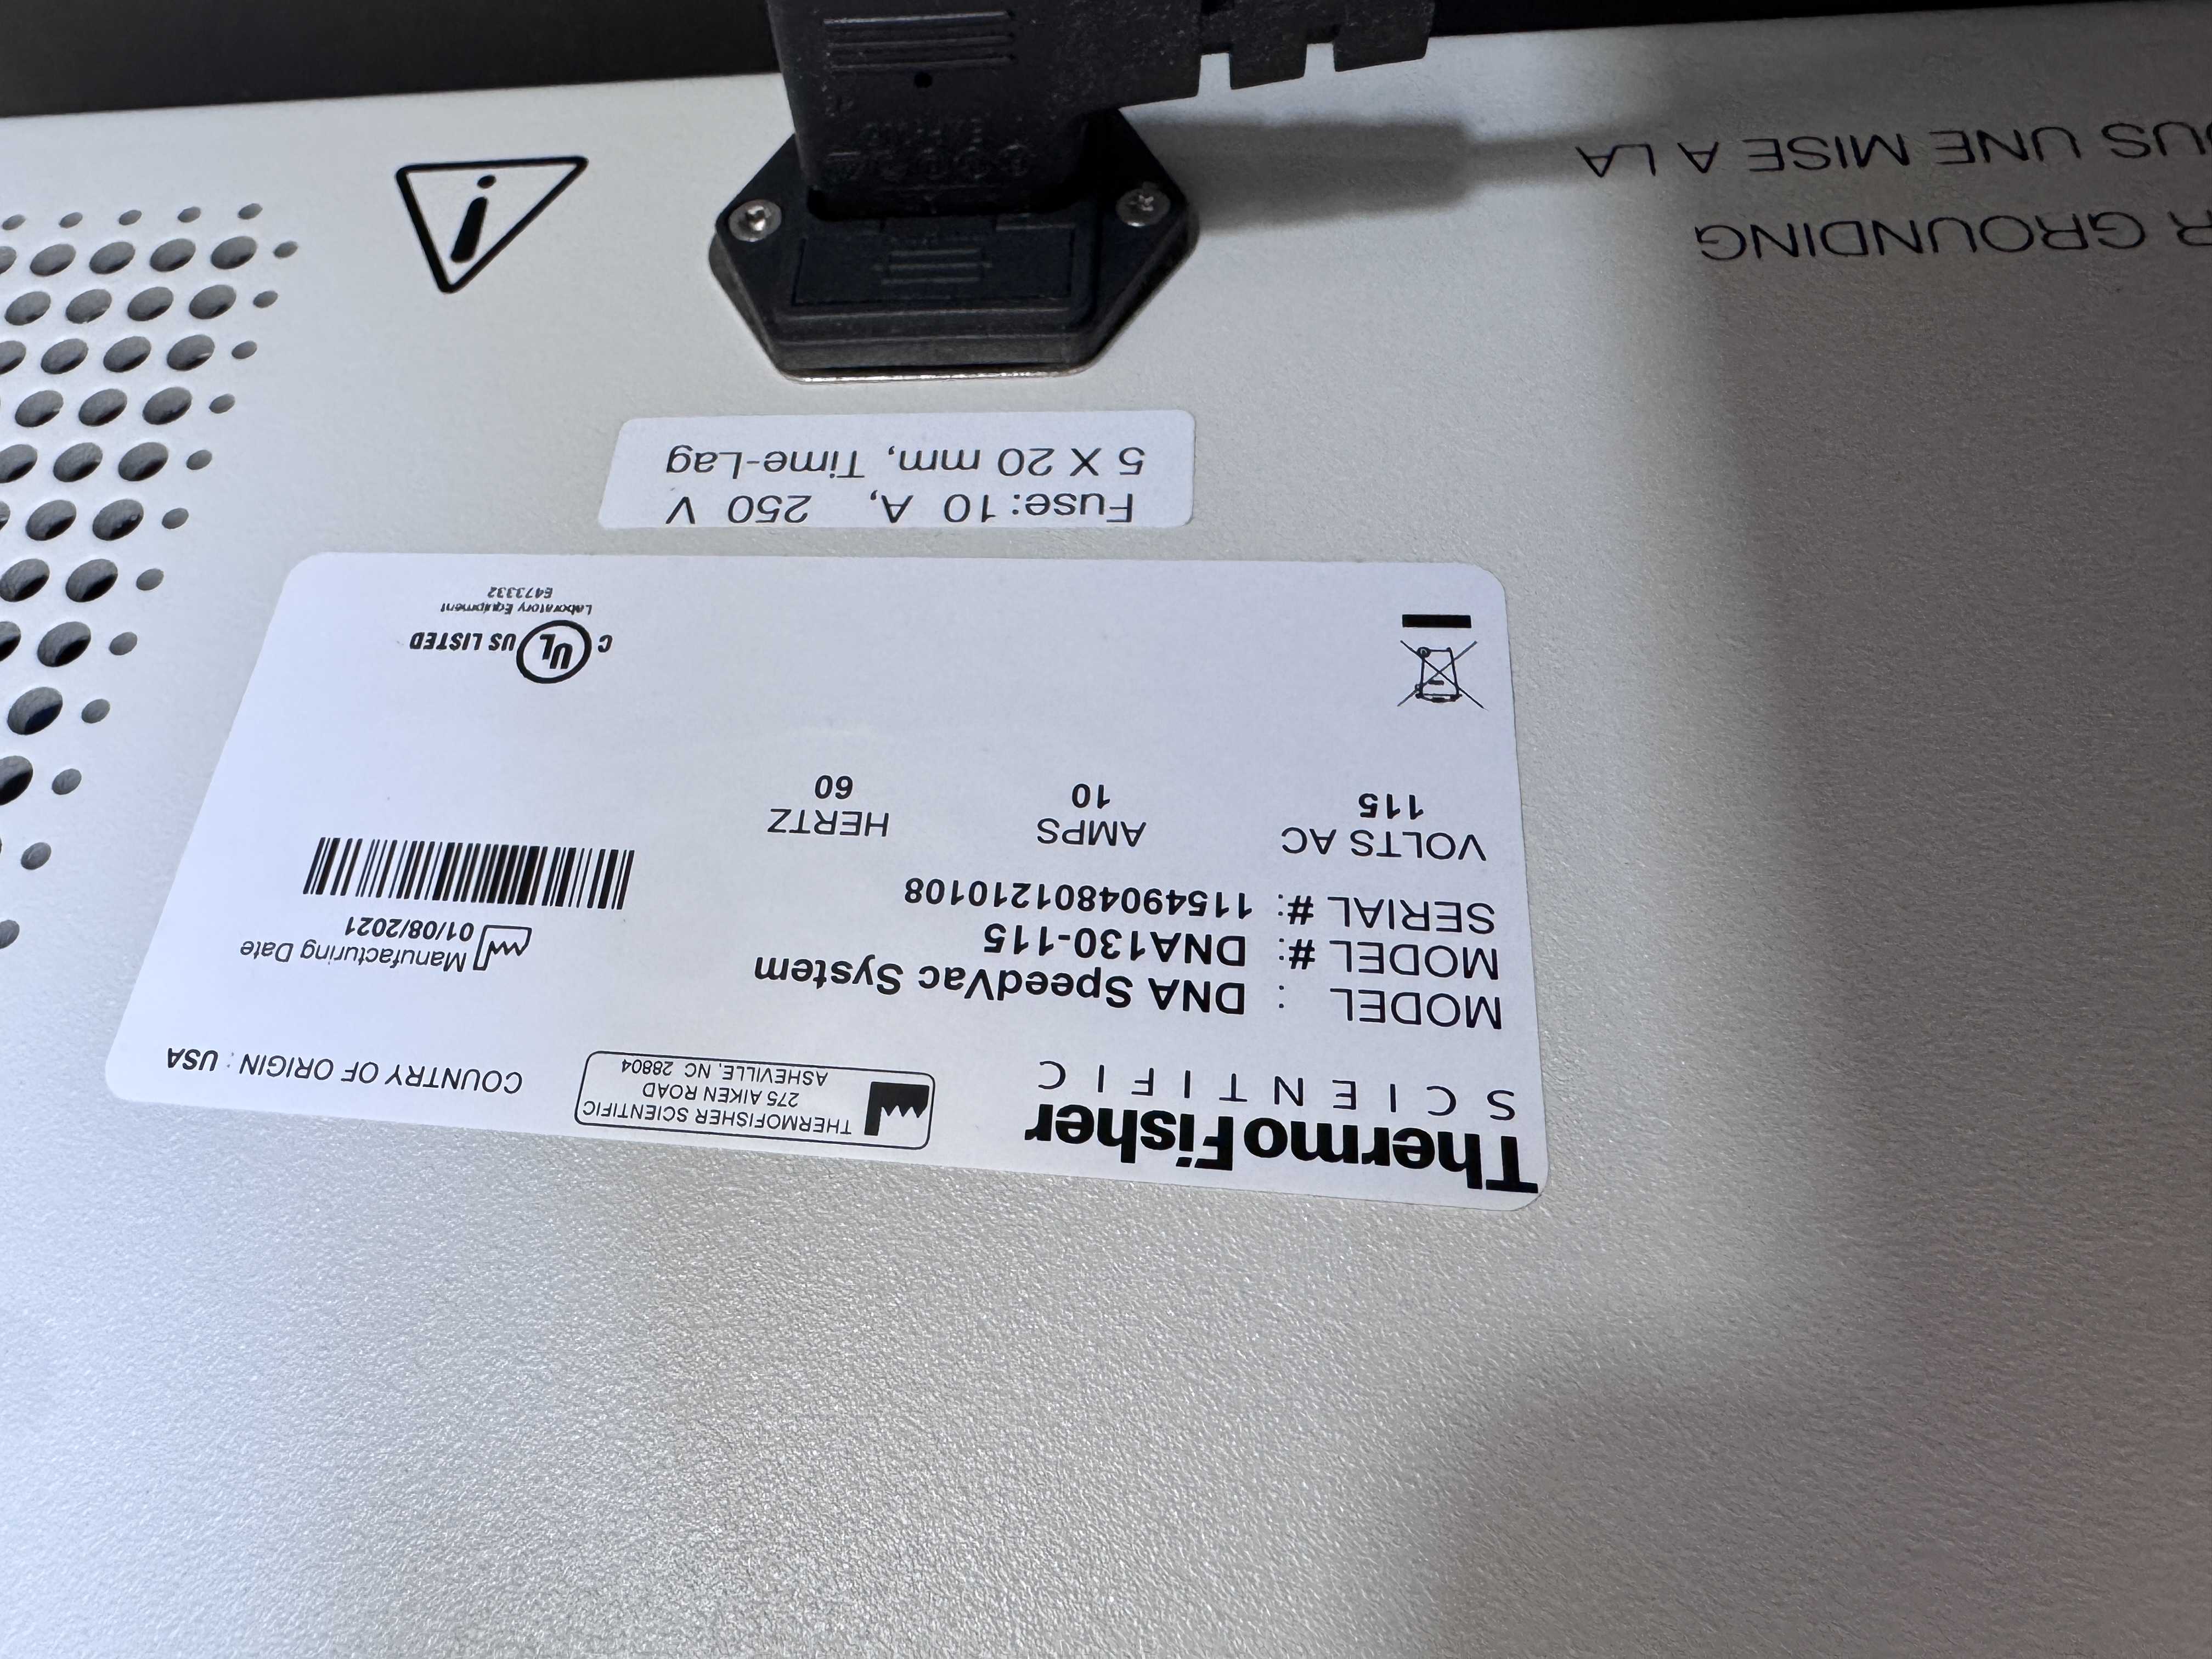 ThermoFisher
SCIENTIFIC
THERMOFISHER SCIENTIFIC
275 AIKEN ROAD
ASHEVILLE, NC 28804
COUNTRY OF ORIGIN : USA
MODEL : DNA SpeedVac System
MODEL #: DNA130-115
SERIAL #: 1154904801210108
Manufacturing Date
01/08/2021
VOLTS AC AMPS HERTZ
115 10 60
C UL US LISTED
Laboratory Equipment
E473332
Fuse: 10 A, 250 V
5 X 20 mm, Time-Lag
GROUNDING
UNE MISE A LA